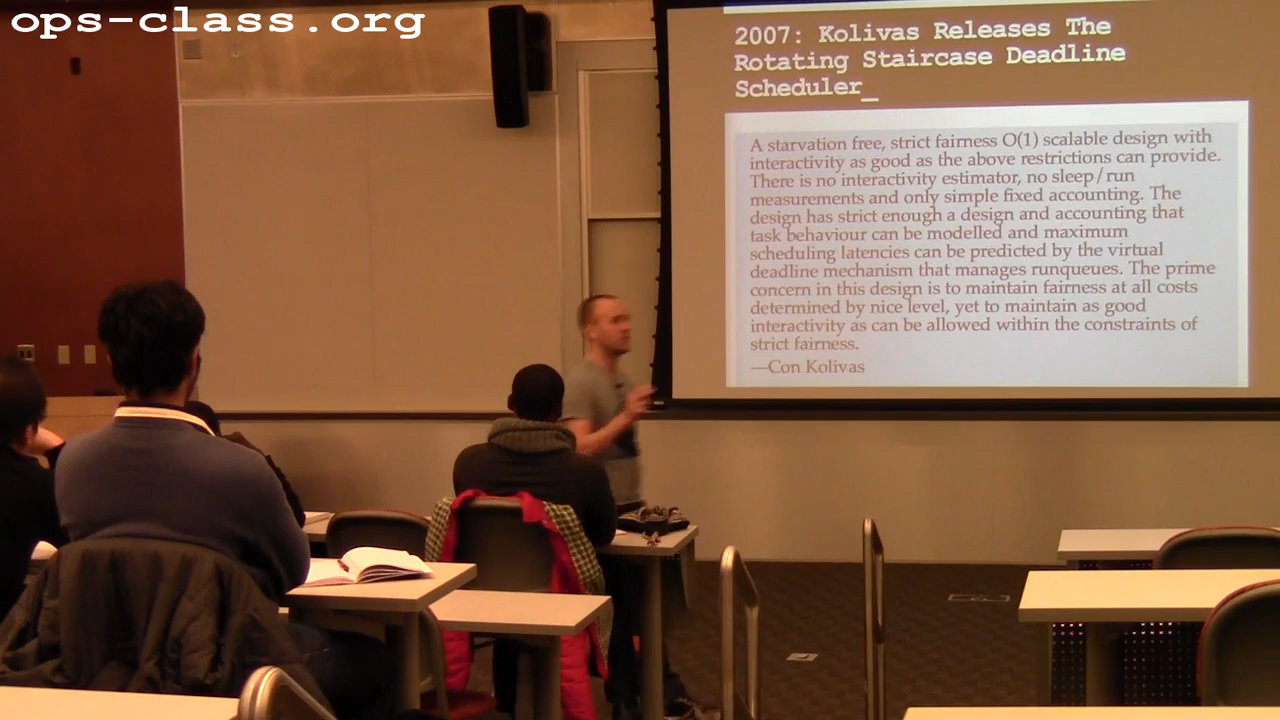 ops-class.org
2007: Kolivas Releases The
Rotating Staircase Deadline
Scheduler_
A starvation free, strict fairness O(1) scalable design with
interactivity as good as the above restrictions can provide.
There is no interactivity estimator, no sleep/run
measurements and only simple fixed accounting. The
design has strict enough a design and accounting that
task behaviour can be modelled and maximum
scheduling latencies can be predicted by the virtual
deadline mechanism that manages runqueues. The prime
concern in this design is to maintain fairness at all costs
determined by nice level, yet to maintain as good
interactivity as can be allowed within the constraints of
strict fairness.
—Con Kolivas